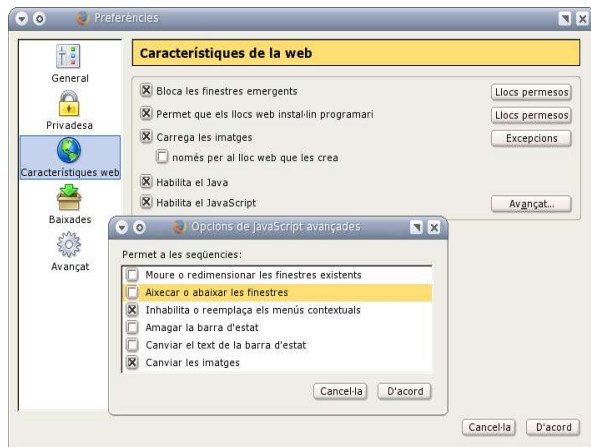 Preferències
General
Privadesa
Característiques web
Baixades
Avançat
Característiques de la web
Bloca les finestres emergents
Llocs permesos
Permet que els llocs web instal·lin programari
Llocs permesos
Carrega les imatges
Excepcions
només per al lloc web que les crea
Habilita el Java
Habilita el JavaScript
Avançat...
Opcions de JavaScript avançades
Permet a les seqüències:
Moure o redimensionar les finestres existents
Aixecar o abaixar les finestres
Inhabilita o reemplaça els menús contextuals
Amagar la barra d'estat
Canviar el text de la barra d'estat
Canviar les imatges
Cancel·la
D'acord
Cancel·la
D'acord